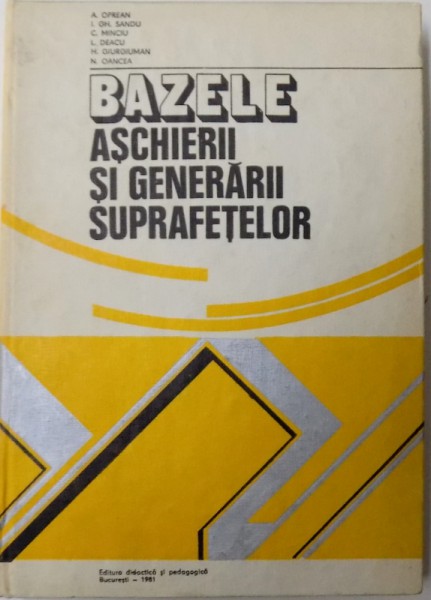 A. OPREAN
I. GH. SANDU
C. MINCIU
L. DEACU
H. GIURGIUMAN
N. OANCEA
BAZELE
AȘCHIERII
ȘI GENERĂRII
SUPRAFEȚELOR
Editura didactică și pedagogică
București – 1981